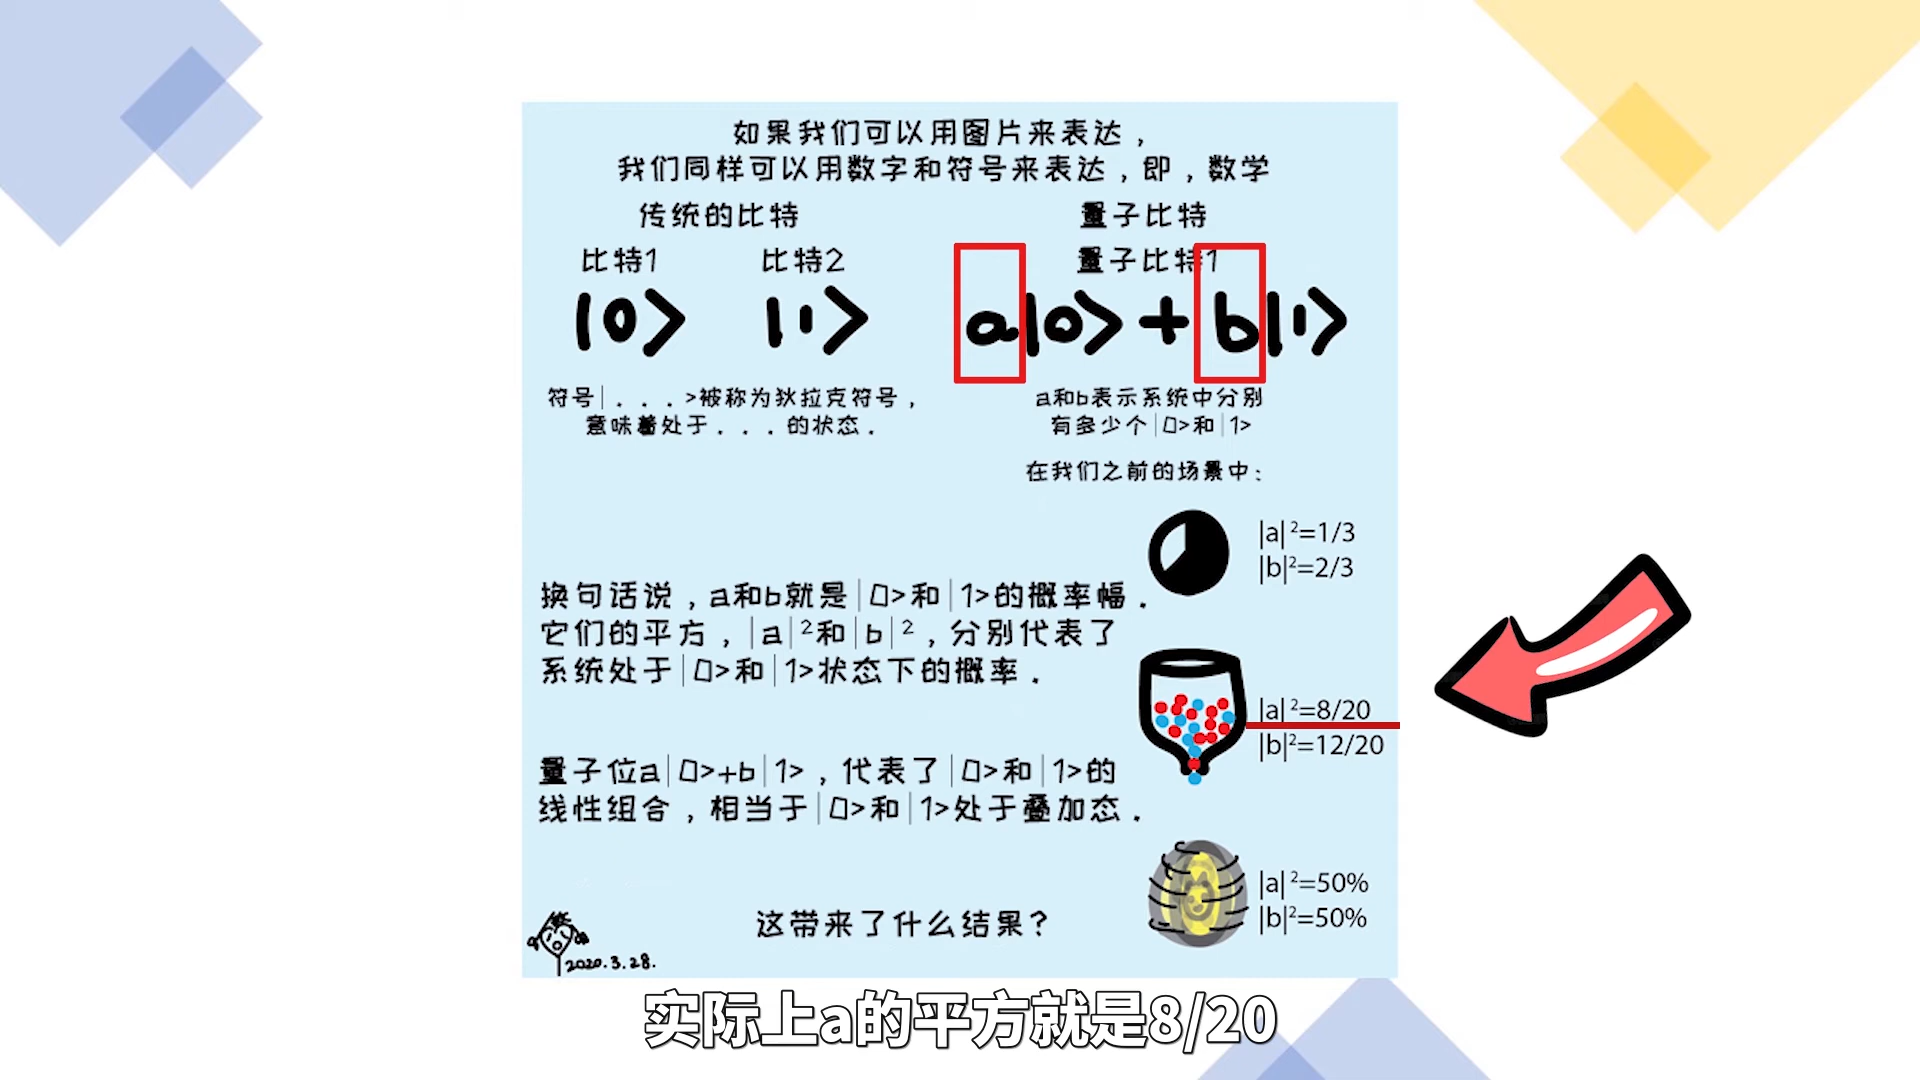 如果我们可以用图片来表达，
我们同样可以用数字和符号来表达，即，数学
传统的比特
量子比特
比特1
比特2
量子比特1
|0>
|1>
a|0>+b|1>
符号|...>被称为狄拉克符号，
意味着处于...的状态.
a和b表示系统中分别
有多少个|0>和|1>
在我们之前的场景中：
|a|²=1/3
|b|²=2/3
换句话说，a和b就是|0>和|1>的概率幅.
它们的平方，|a|²和|b|²，分别代表了
系统处于|0>和|1>状态下的概率.
|a|²=8/20
|b|²=12/20
量子位a|0>+b|1>，代表了|0>和|1>的
线性组合，相当于|0>和|1>处于叠加态.
|a|²=50%
|b|²=50%
这带来了什么结果？
2020.3.28.
实际上a的平方就是8/20